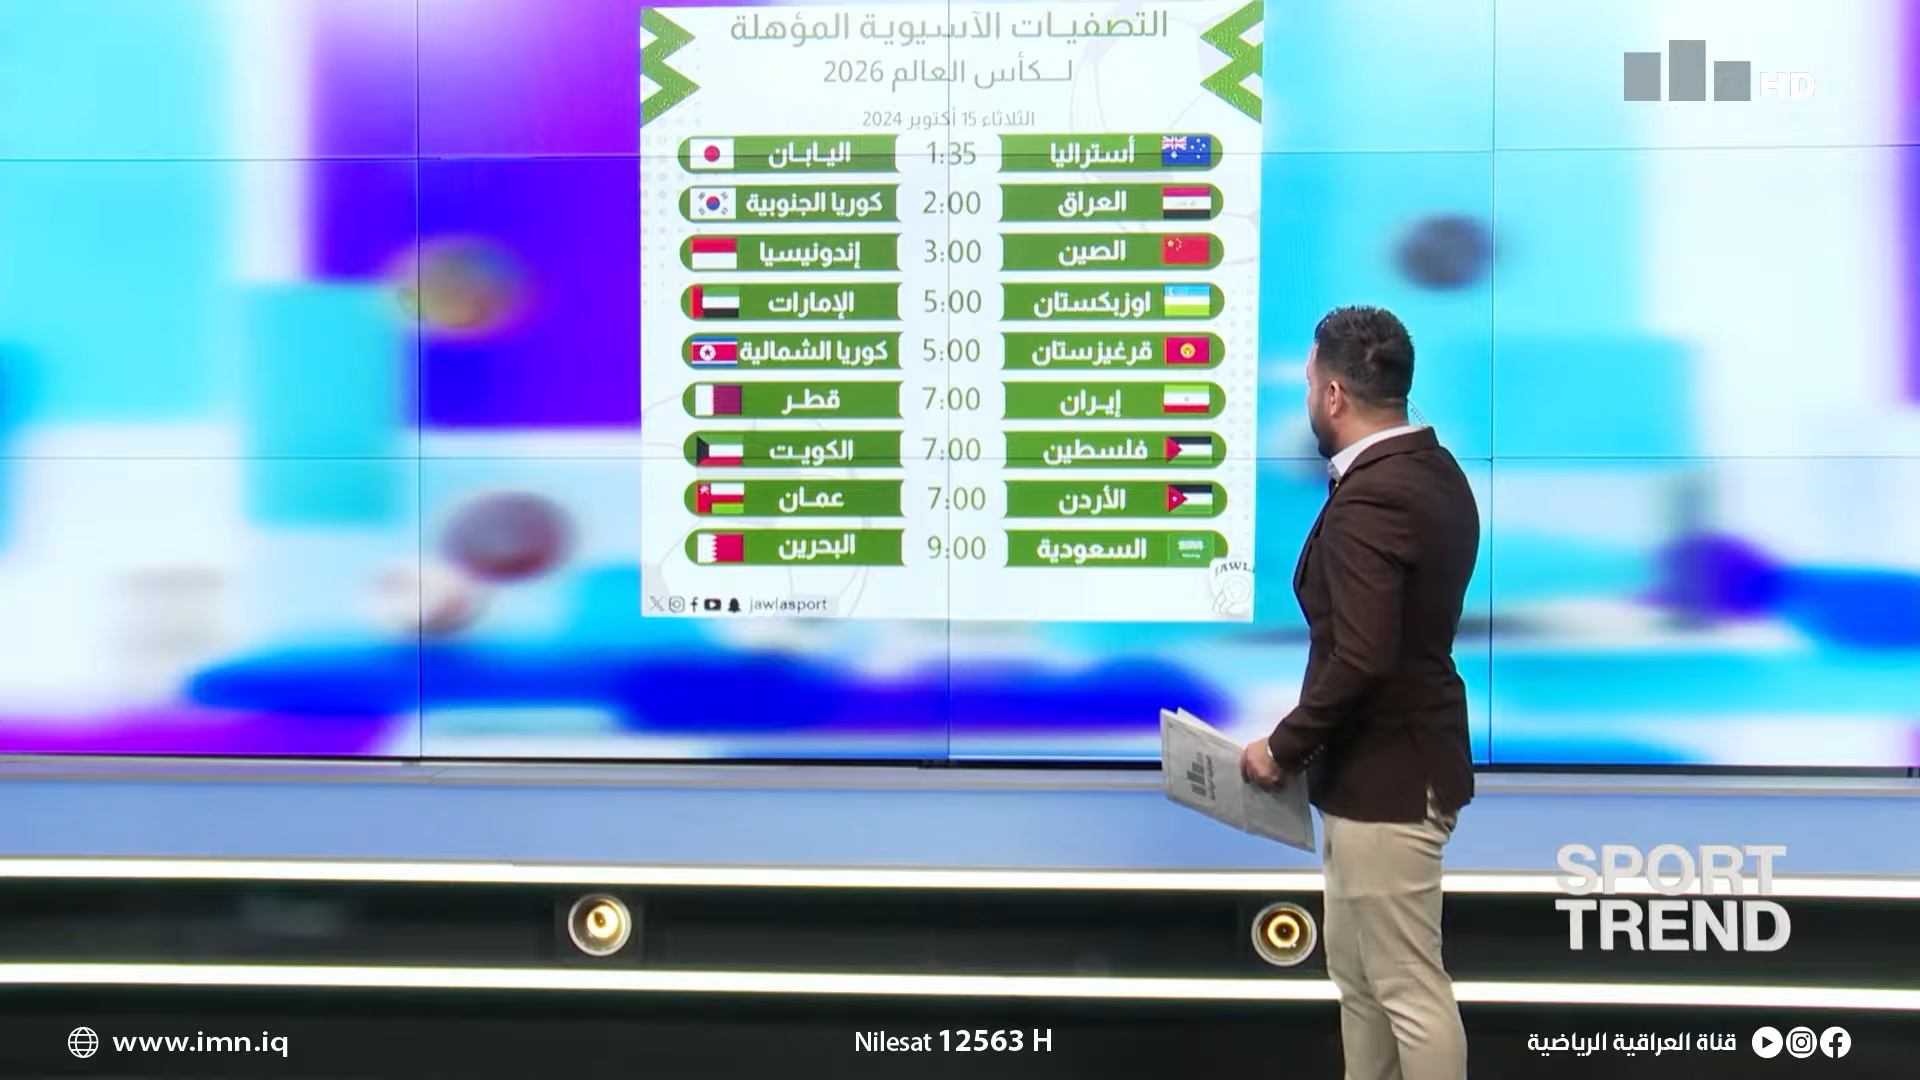 التصفيات الآسيوية المؤهلة
لكأس العالم 2026
الثلاثاء 15 أكتوبر 2024
HD
أستراليا 1:35 اليابان
العراق 2:00 كوريا الجنوبية
الصين 3:00 إندونيسيا
اوزبكستان 5:00 الإمارات
قرغيزستان 5:00 كوريا الشمالية
إيران 7:00 قطر
فلسطين 7:00 الكويت
الأردن 7:00 عمان
السعودية 9:00 البحرين
jawlasport
SPORT
TREND
www.imn.iq
Nilesat 12563 H
قناة العراقية الرياضية